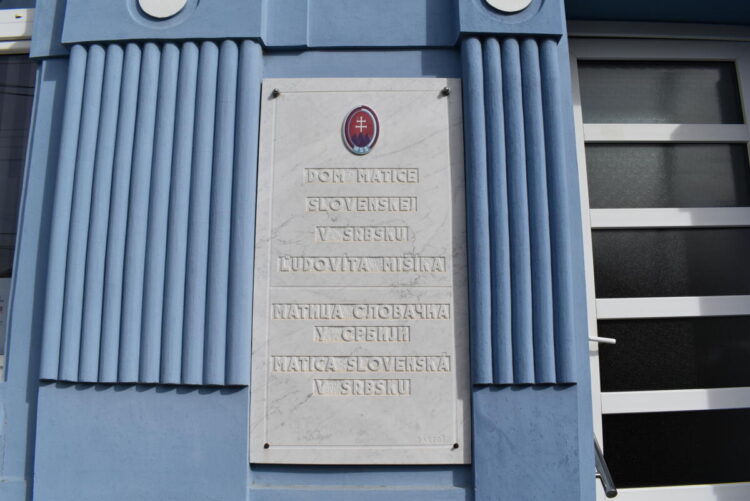 DOM MATICE
SLOVENSKEJ
V SRBSKU
ĽUDOVÍTA MIŠÍKA
МАТИЦА СЛОВАЧКА
У СРБИЈИ
MATICA SLOVENSKÁ
V SRBSKU